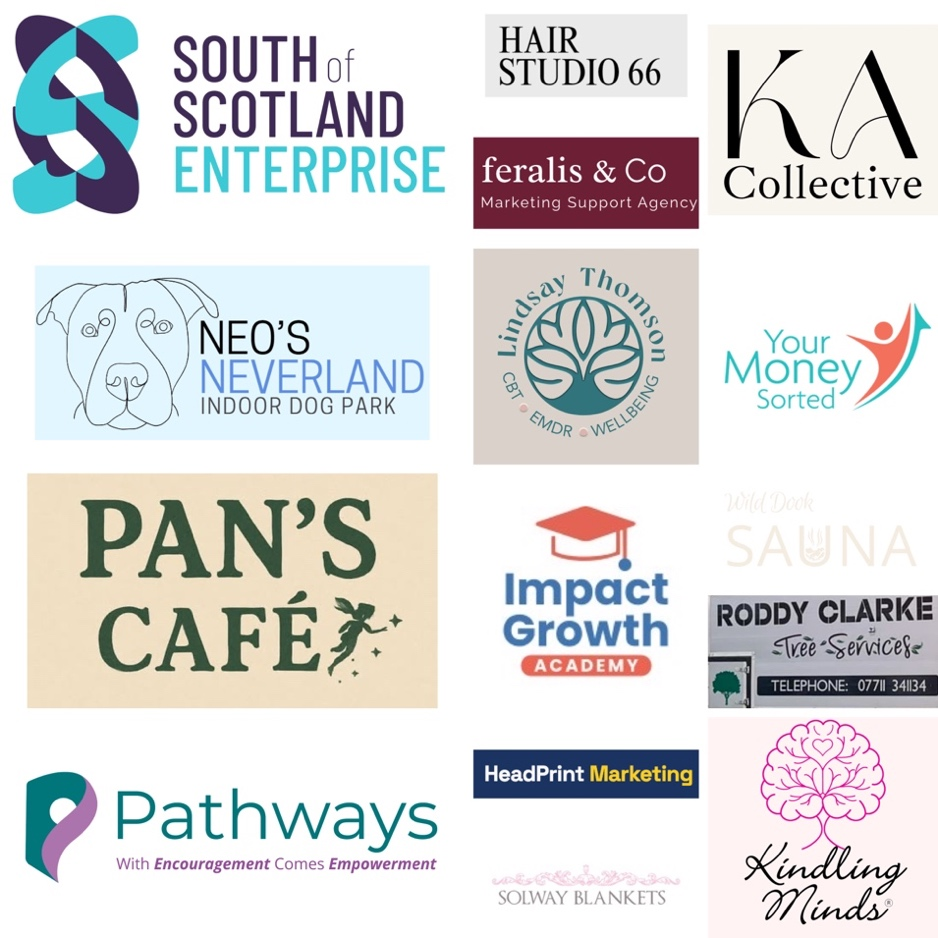 SOUTH of
SCOTLAND
ENTERPRISE
HAIR
STUDIO 66
feralis & Co
Marketing Support Agency
KA
Collective
NEO'S
NEVERLAND
INDOOR DOG PARK
Lindsay Thomson
CBT • EMDR • WELLBEING
Your
Money
Sorted
PAN'S
CAFÉ
Impact
Growth
ACADEMY
Wild Dook
SAUNA
RODDY CLARKE
Tree Services
TELEPHONE: 07711 341134
Pathways
With Encouragement Comes Empowerment
HeadPrint Marketing
SOLWAY BLANKETS
Kindling
Minds®